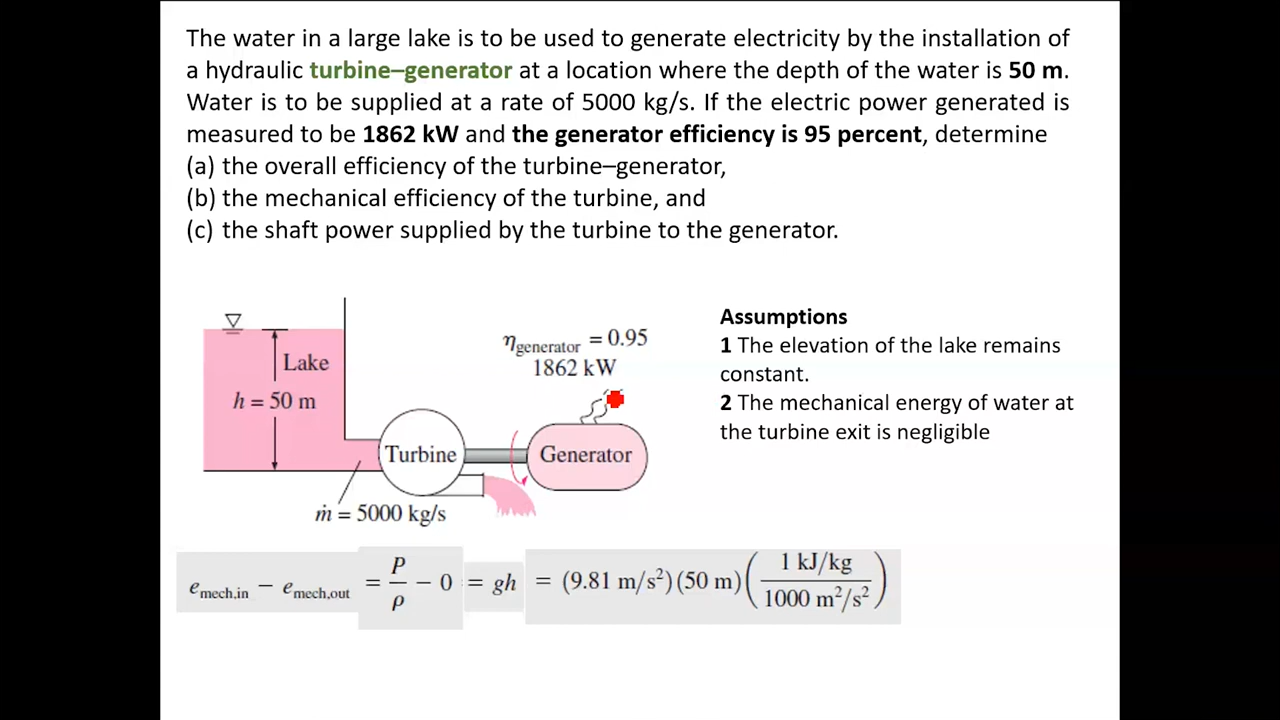 The water in a large lake is to be used to generate electricity by the installation of
a hydraulic turbine–generator at a location where the depth of the water is 50 m.
Water is to be supplied at a rate of 5000 kg/s. If the electric power generated is
measured to be 1862 kW and the generator efficiency is 95 percent, determine
(a) the overall efficiency of the turbine–generator,
(b) the mechanical efficiency of the turbine, and
(c) the shaft power supplied by the turbine to the generator.
η_generator = 0.95
1862 kW
Lake
h = 50 m
Turbine
Generator
ṁ = 5000 kg/s
Assumptions
1 The elevation of the lake remains
constant.
2 The mechanical energy of water at
the turbine exit is negligible
e_mech,in − e_mech,out = P/ρ − 0 = gh = (9.81 m/s²)(50 m)(1 kJ/kg / 1000 m²/s²)